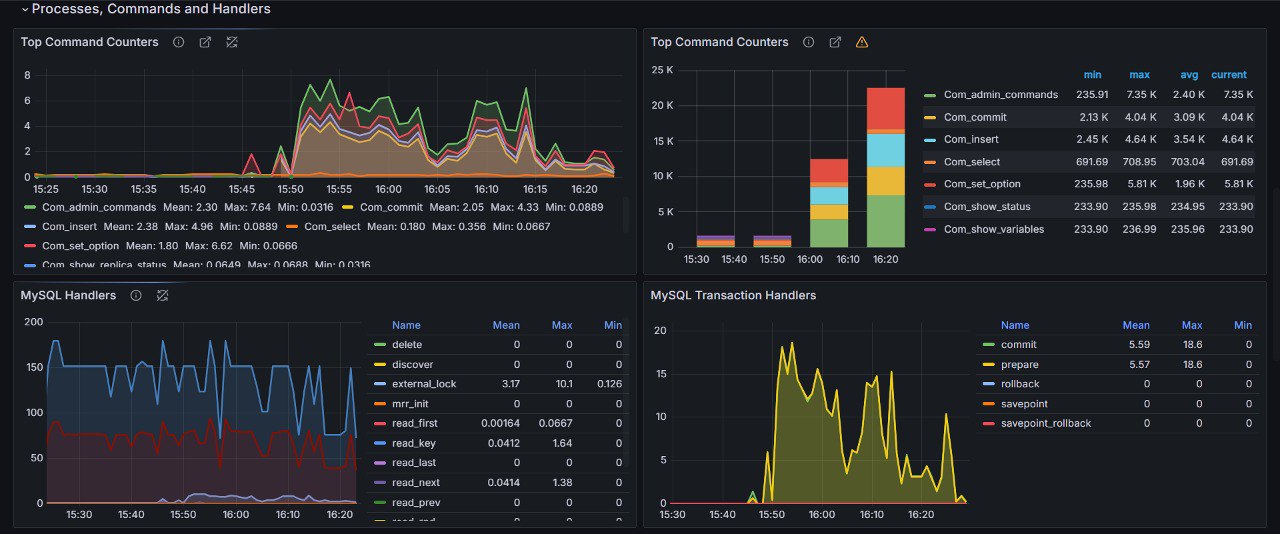 Processes, Commands and Handlers
Top Command Counters
8
6
4
2
0
15:25 15:30 15:35 15:40 15:45 15:50 15:55 16:00 16:05 16:10 16:15 16:20
Com_admin_commands Mean: 2.30 Max: 7.64 Min: 0.0316 Com_commit Mean: 2.05 Max: 4.33 Min: 0.0889
Com_insert Mean: 2.38 Max: 4.96 Min: 0.0889 Com_select Mean: 0.180 Max: 0.356 Min: 0.0667
Com_set_option Mean: 1.80 Max: 6.62 Min: 0.0666
Com_show_replica_status Mean: 0.0649 Max: 0.0688 Min: 0.0316
Top Command Counters
25 K
20 K
15 K
10 K
5 K
0
15:30 15:40 15:50 16:00 16:10 16:20
min max avg current
Com_admin_commands 235.91 7.35 K 2.40 K 7.35 K
Com_commit 2.13 K 4.04 K 3.09 K 4.04 K
Com_insert 2.45 K 4.64 K 3.54 K 4.64 K
Com_select 691.69 708.95 703.04 691.69
Com_set_option 235.98 5.81 K 1.96 K 5.81 K
Com_show_status 233.90 235.98 234.95 233.90
Com_show_variables 233.90 236.99 235.96 233.90
MySQL Handlers
200
150
100
50
0
15:30 15:40 15:50 16:00 16:10 16:20
Name Mean Max Min
delete 0 0 0
discover 0 0 0
external_lock 3.17 10.1 0.126
mrr_init 0 0 0
read_first 0.00164 0.0667 0
read_key 0.0412 1.64 0
read_last 0 0 0
read_next 0.0414 1.38 0
read_prev 0 0 0
MySQL Transaction Handlers
20
15
10
5
0
15:30 15:40 15:50 16:00 16:10 16:20
Name Mean Max Min
commit 5.59 18.6 0
prepare 5.57 18.6 0
rollback 0 0 0
savepoint 0 0 0
savepoint_rollback 0 0 0